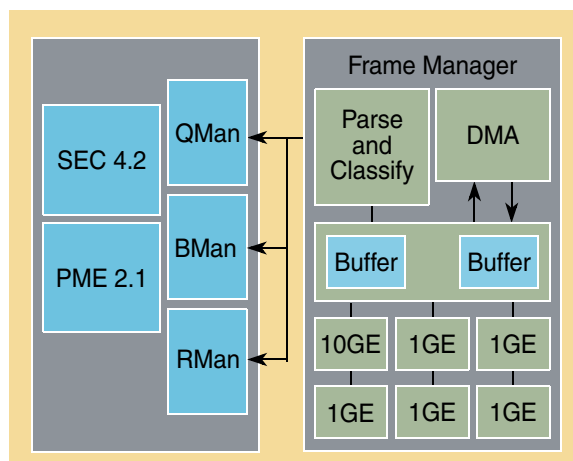 SEC 4.2
PME 2.1
QMan
BMan
RMan
Frame Manager
Parse
and
Classify
DMA
Buffer
Buffer
10GE
1GE
1GE
1GE
1GE
1GE